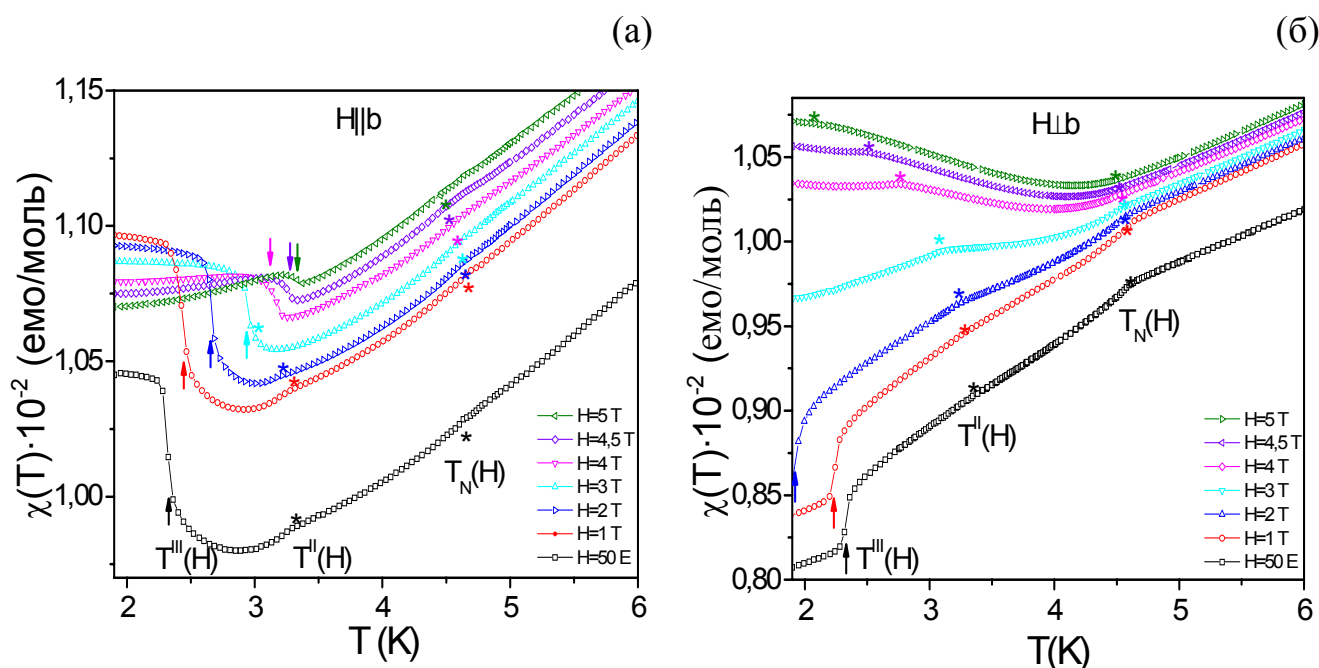 (а)
H||b
χ(T)·10⁻² (емо/моль)
1,15
1,10
1,05
1,00
T_N(H)
T^III(H)
T^II(H)
H=5 T
H=4,5 T
H=4 T
H=3 T
H=2 T
H=1 T
H=50 E
2 3 4 5 6
T (K)
(б)
H⊥b
χ(T)·10⁻² (емо/моль)
1,05
1,00
0,95
0,90
0,85
0,80
T_N(H)
T^II(H)
T^III(H)
H=5 T
H=4,5 T
H=4 T
H=3 T
H=2 T
H=1 T
H=50 E
2 3 4 5 6
T(K)